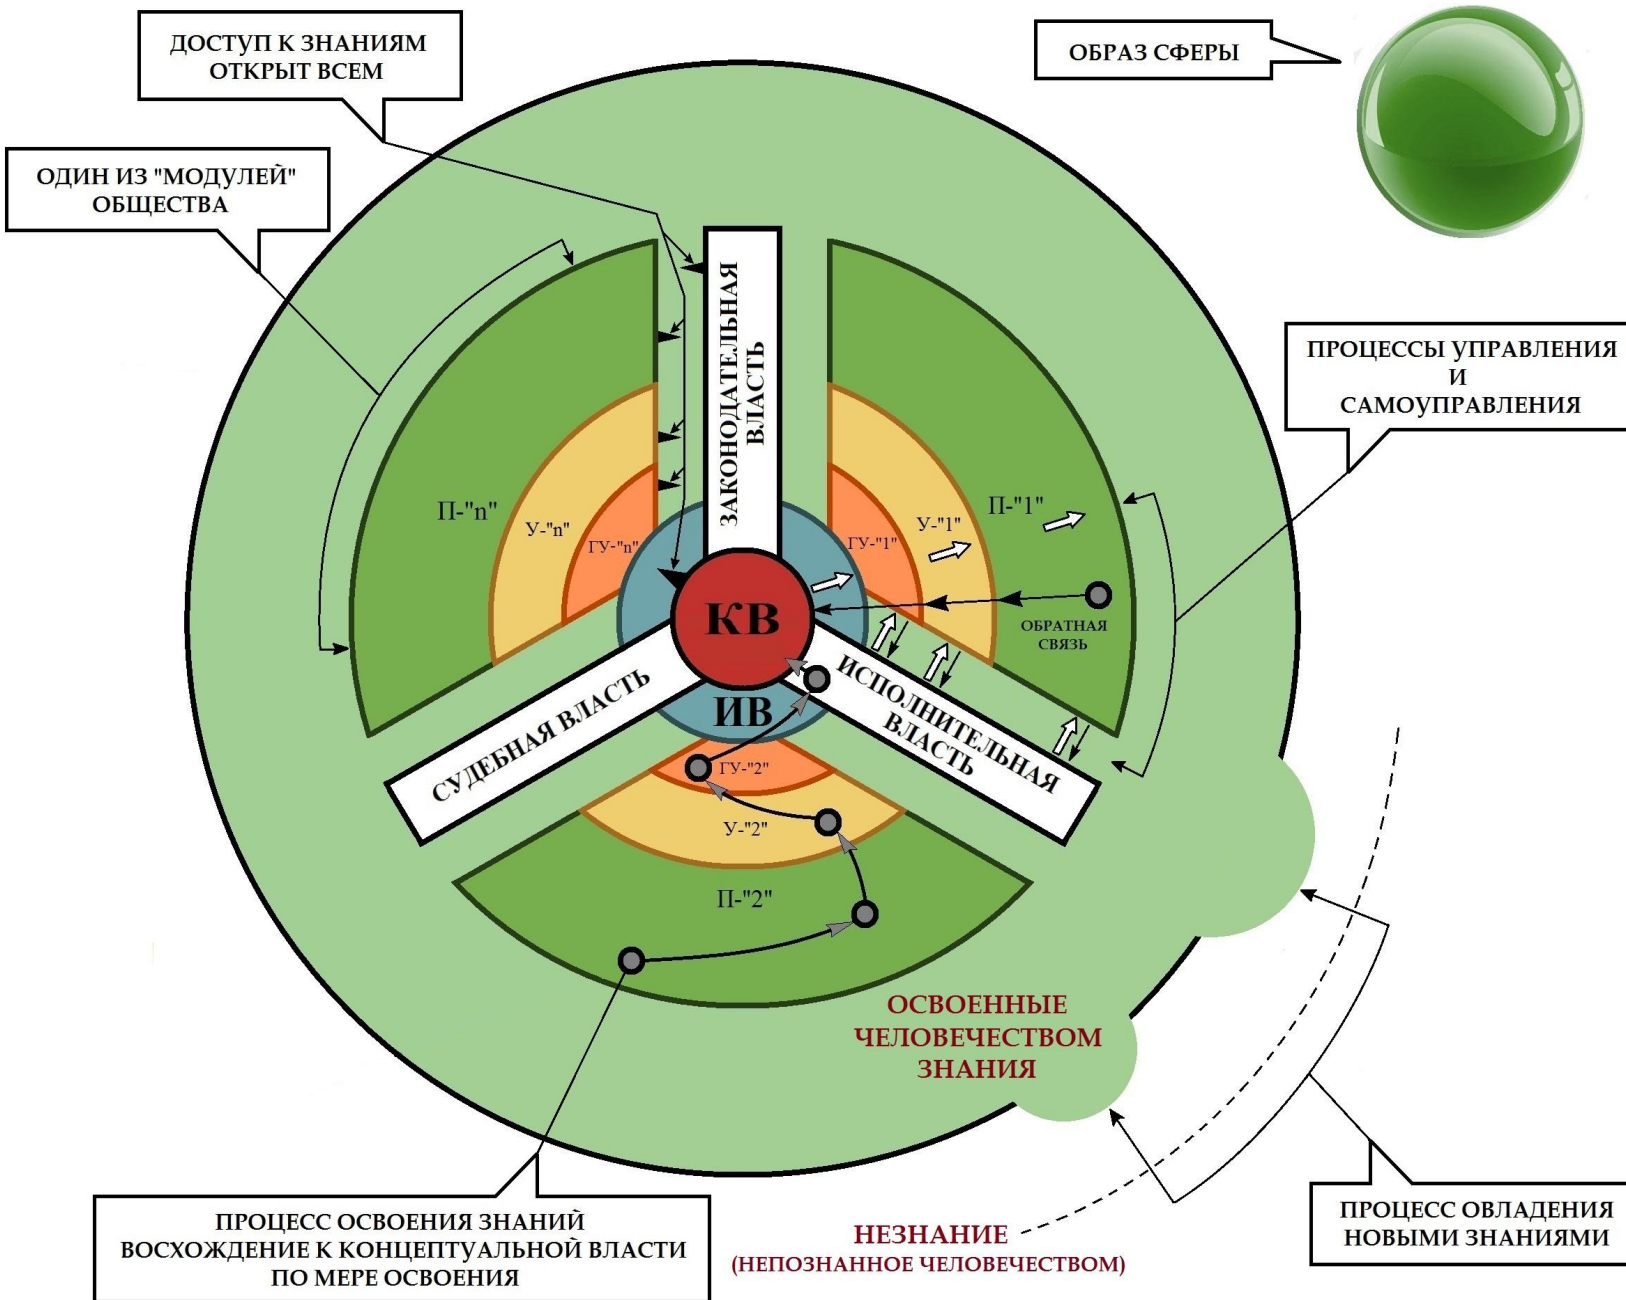 ДОСТУП К ЗНАНИЯМ
ОТКРЫТ ВСЕМ
ОБРАЗ СФЕРЫ
ОДИН ИЗ "МОДУЛЕЙ"
ОБЩЕСТВА
ПРОЦЕССЫ УПРАВЛЕНИЯ
И
САМОУПРАВЛЕНИЯ
ЗАКОНОДАТЕЛЬНАЯ
ВЛАСТЬ
П-"n"
У-"n"
ГУ-"n"
ГУ-"1"
У-"1"
П-"1"
КВ
ОБРАТНАЯ
СВЯЗЬ
ИВ
СУДЕБНАЯ ВЛАСТЬ
ИСПОЛНИТЕЛЬНАЯ
ВЛАСТЬ
ГУ-"2"
У-"2"
П-"2"
ОСВОЕННЫЕ
ЧЕЛОВЕЧЕСТВОМ
ЗНАНИЯ
ПРОЦЕСС ОСВОЕНИЯ ЗНАНИЙ
ВОСХОЖДЕНИЕ К КОНЦЕПТУАЛЬНОЙ ВЛАСТИ
ПО МЕРЕ ОСВОЕНИЯ
НЕЗНАНИЕ
(НЕПОЗНАННОЕ ЧЕЛОВЕЧЕСТВОМ)
ПРОЦЕСС ОВЛАДЕНИЯ
НОВЫМИ ЗНАНИЯМИ